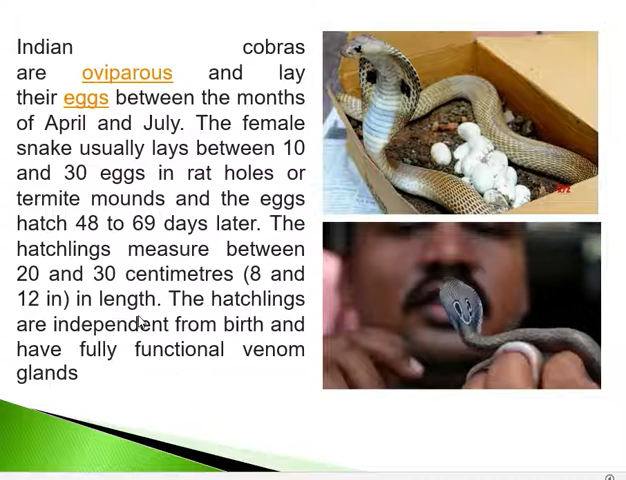 Indian cobras
are oviparous and lay
their eggs between the months
of April and July. The female
snake usually lays between 10
and 30 eggs in rat holes or
termite mounds and the eggs
hatch 48 to 69 days later. The
hatchlings measure between
20 and 30 centimetres (8 and
12 in) in length. The hatchlings
are independent from birth and
have fully functional venom
glands